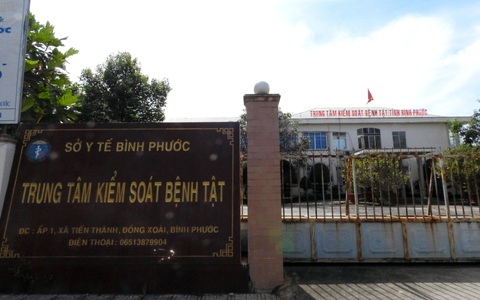 SỞ Y TẾ BÌNH PHƯỚC
TRUNG TÂM KIỂM SOÁT BỆNH TẬT
ĐC : ẤP 1, XÃ TIẾN THÀNH, ĐỒNG XOÀI, BÌNH PHƯỚC
ĐIỆN THOẠI : 06513879904
TRUNG TÂM KIỂM SOÁT BỆNH TẬT TỈNH BÌNH PHƯỚC